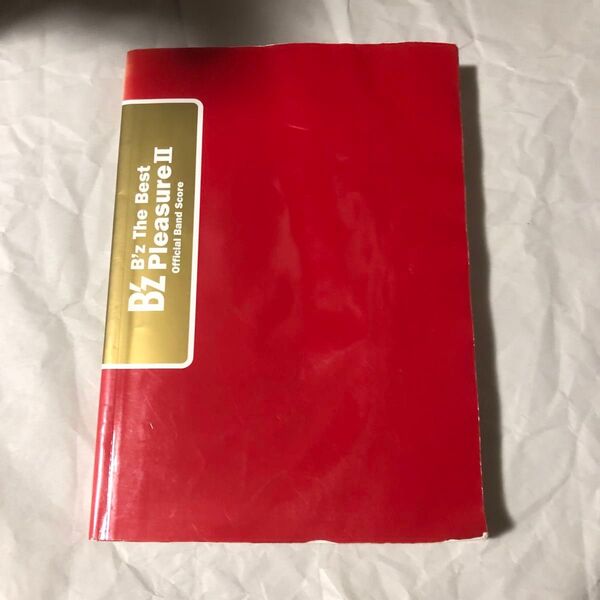 B'z
B'z The Best
Pleasure II
Official Band Score